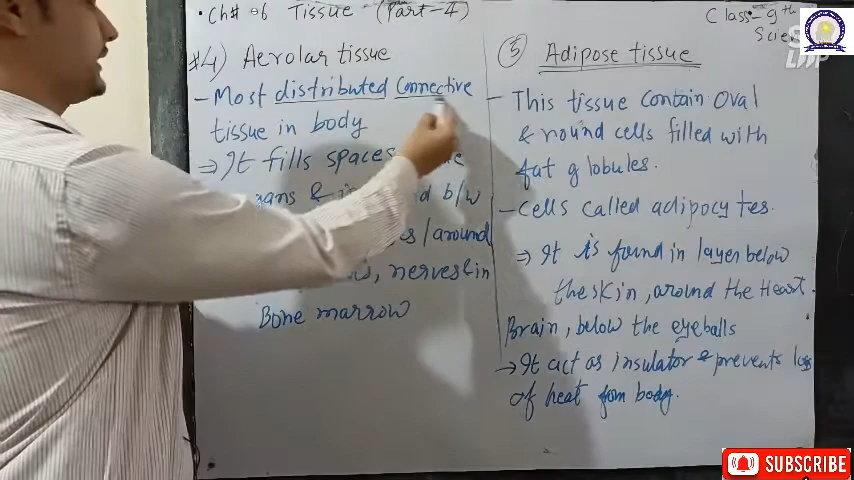 • Ch# 06 Tissue (Part-4)
Class-9th
Scien
#4) Aerolar tissue
- Most distributed Connective
tissue in body
⇒ It fills spaces
& b/w
/around
, nerves & in
Bone marrow
⑤ Adipose tissue
- This tissue contain Oval
& round cells filled with
fat globules.
- Cells called adipocytes.
⇒ It is found in layer below
the skin, around the Heart.
Brain, below the eyeballs
→ It act as insulator & prevents loss
of heat from body.
SUBSCRIBE